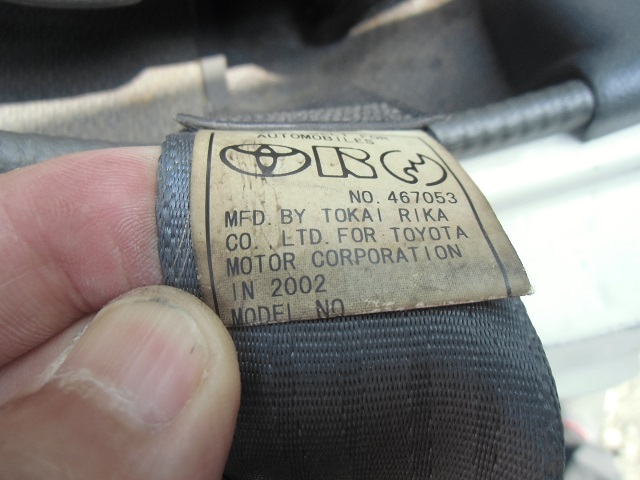 AUTOMOBILES
NO. 467053
MFD. BY TOKAI RIKA
CO., LTD. FOR TOYOTA
MOTOR CORPORATION
IN 2002
MODEL NO